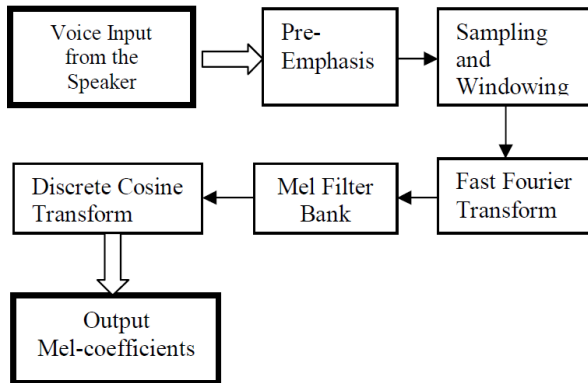 Voice Input
from the
Speaker
Pre-
Emphasis
Sampling
and
Windowing
Fast Fourier
Transform
Mel Filter
Bank
Discrete Cosine
Transform
Output
Mel-coefficients